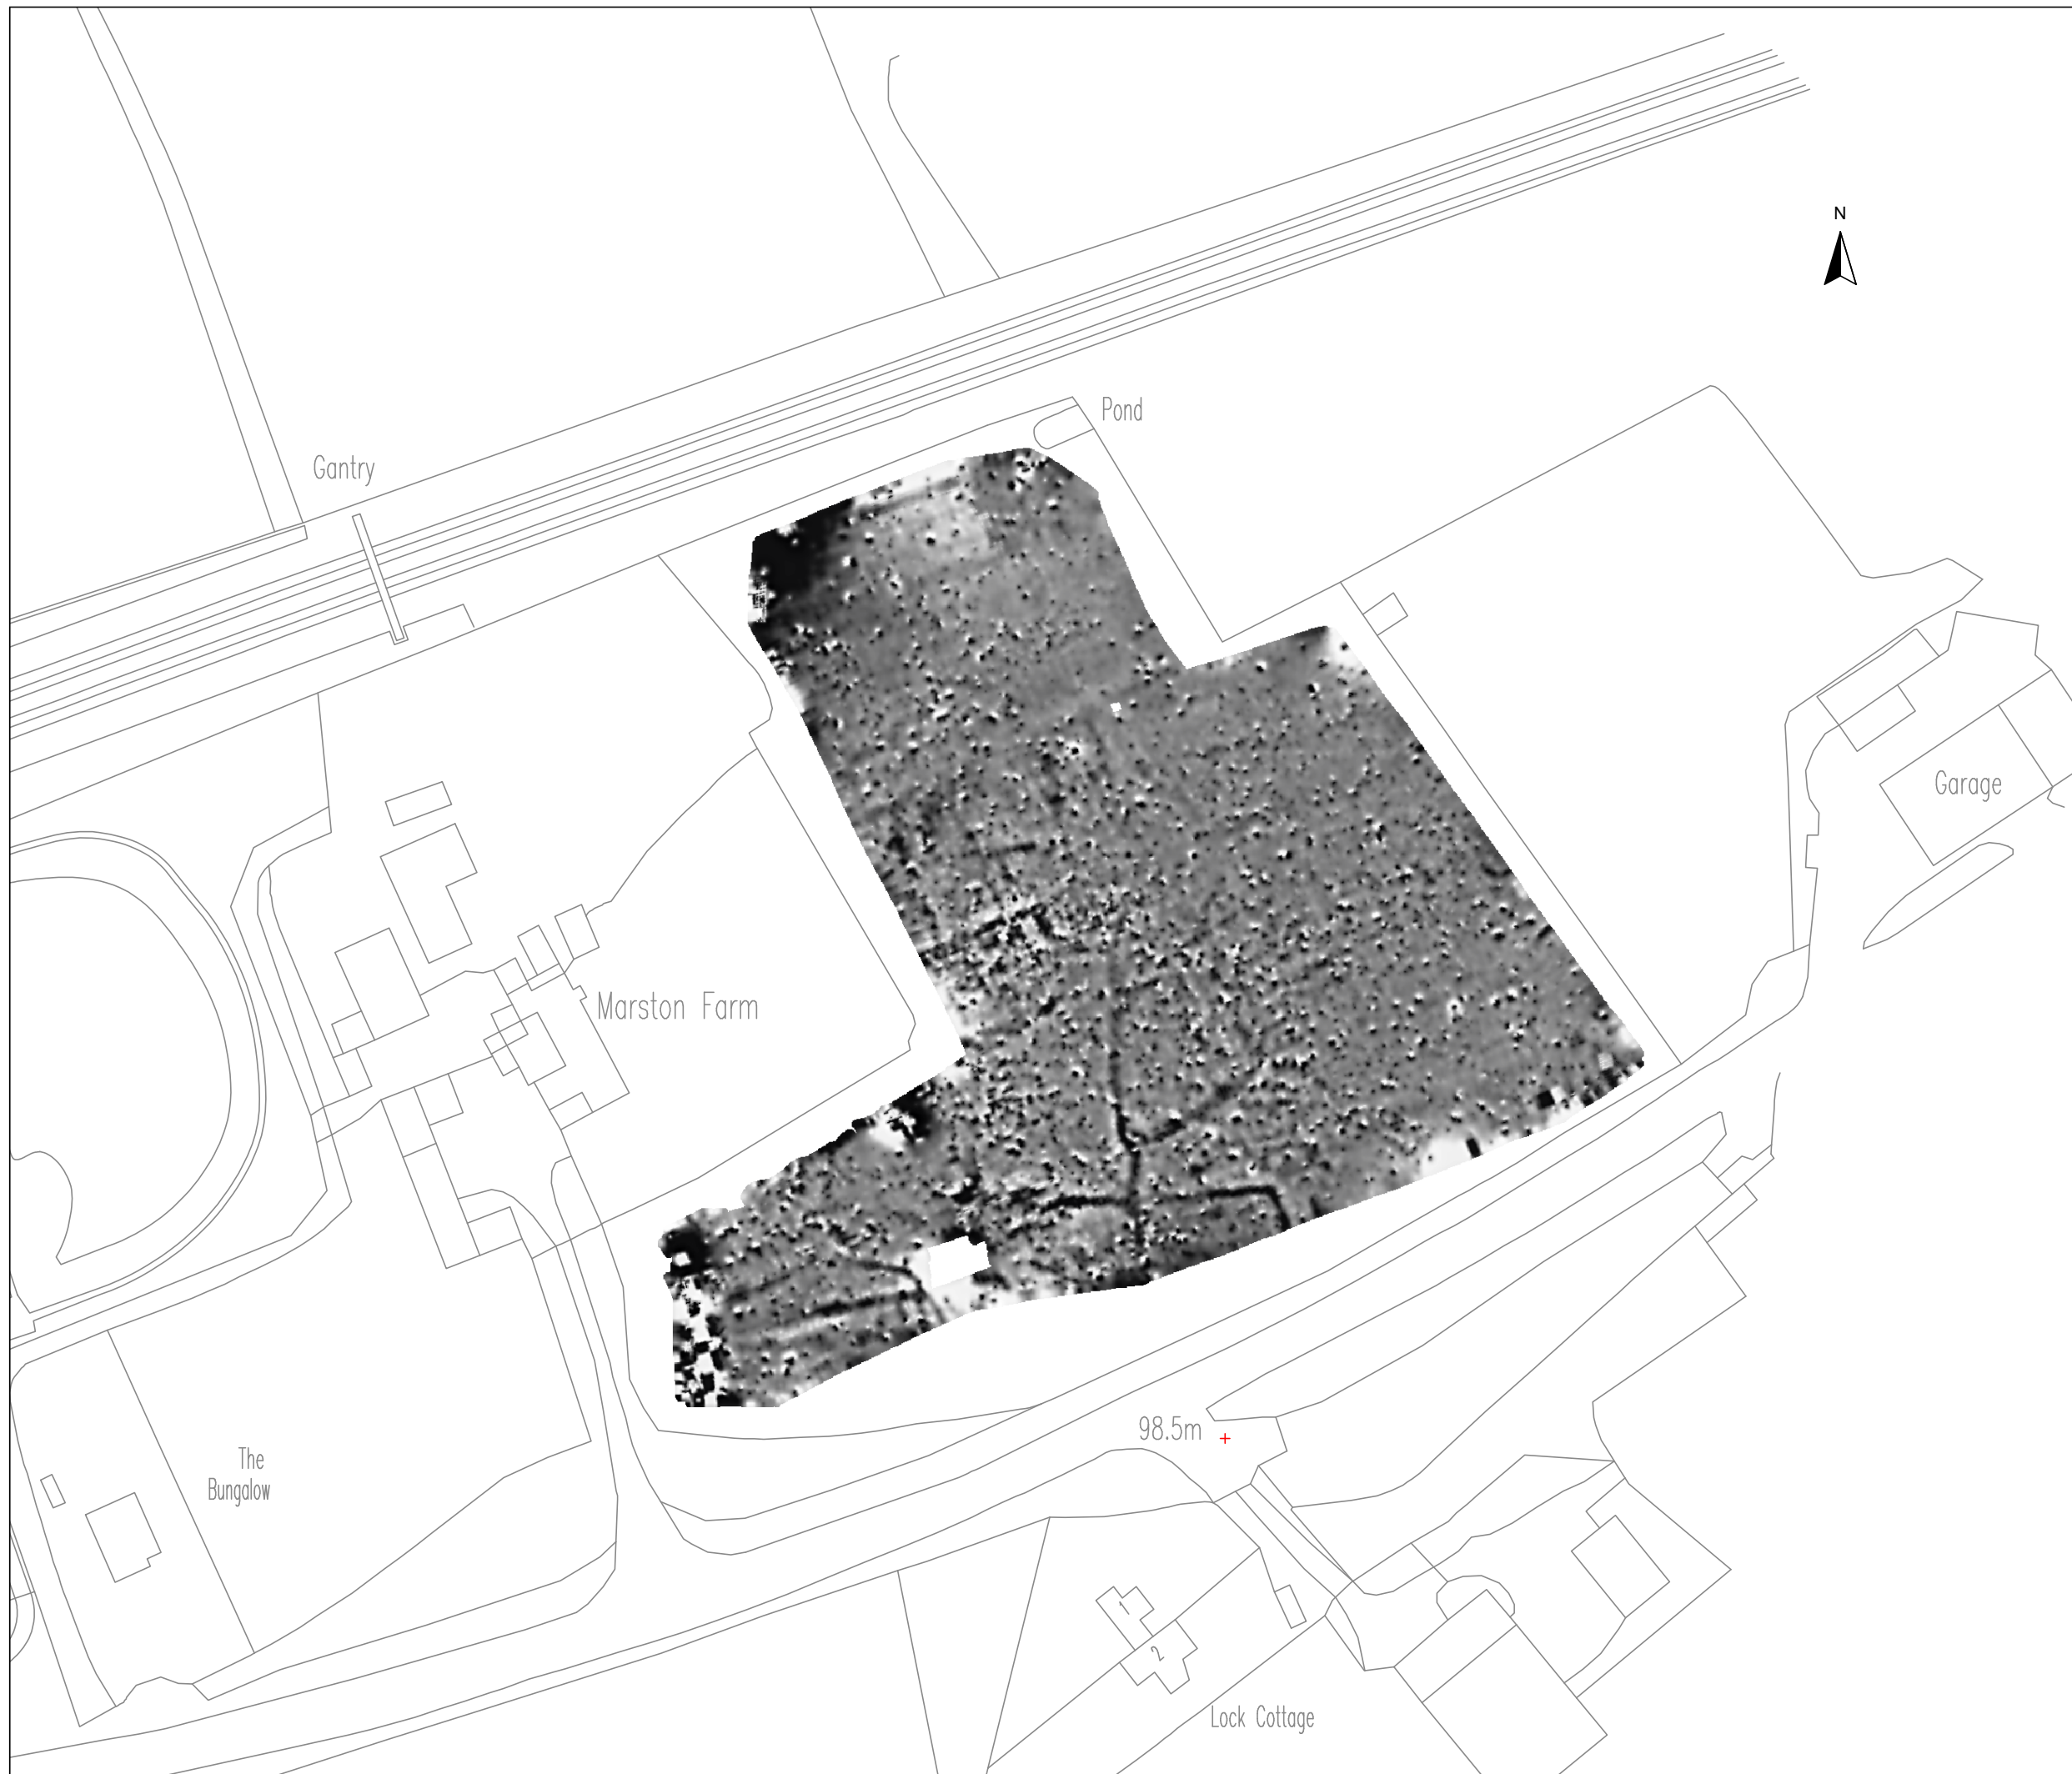 N
Pond
Gantry
Garage
Marston Farm
98.5m
The
Bungalow
1
2
Lock Cottage